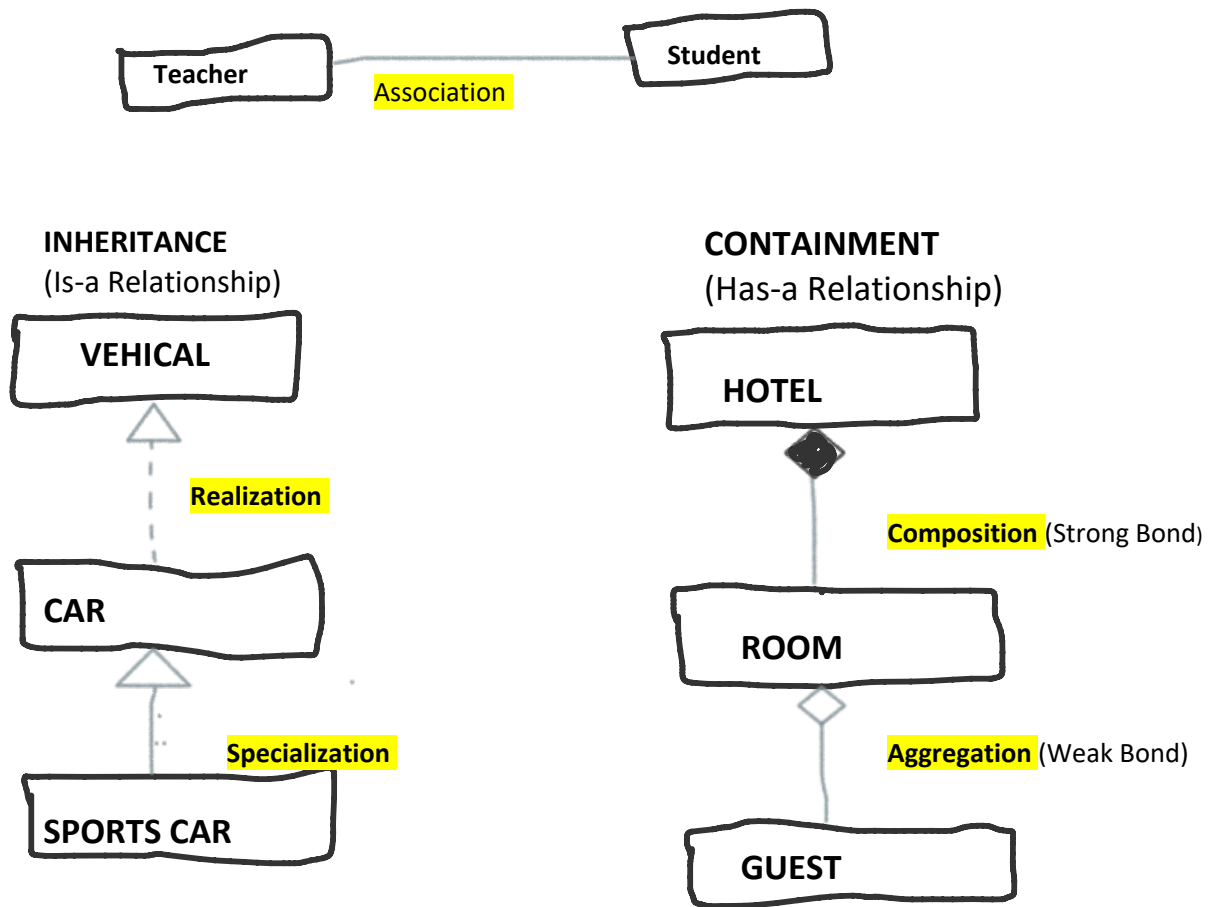 Teacher
Student
Association
INHERITANCE
(Is-a Relationship)
VEHICAL
Realization
CAR
Specialization
SPORTS CAR
CONTAINMENT
(Has-a Relationship)
HOTEL
Composition (Strong Bond)
ROOM
Aggregation (Weak Bond)
GUEST